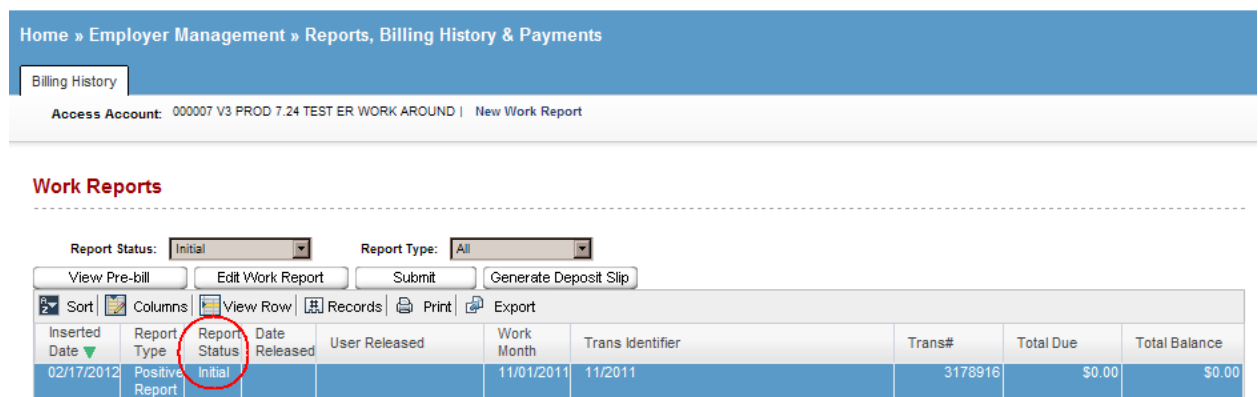 Home » Employer Management » Reports, Billing History & Payments
Billing History
Access Account: 000007 V3 PROD 7.24 TEST ER WORK AROUND | New Work Report
Work Reports
Report Status: Initial Report Type: All
View Pre-bill Edit Work Report Submit Generate Deposit Slip
Sort Columns View Row Records Print Export
Inserted Date Report Type Report Status Date Released User Released Work Month Trans Identifier Trans# Total Due Total Balance
02/17/2012 Positive Report Initial 11/01/2011 11/2011 3178916 $0.00 $0.00